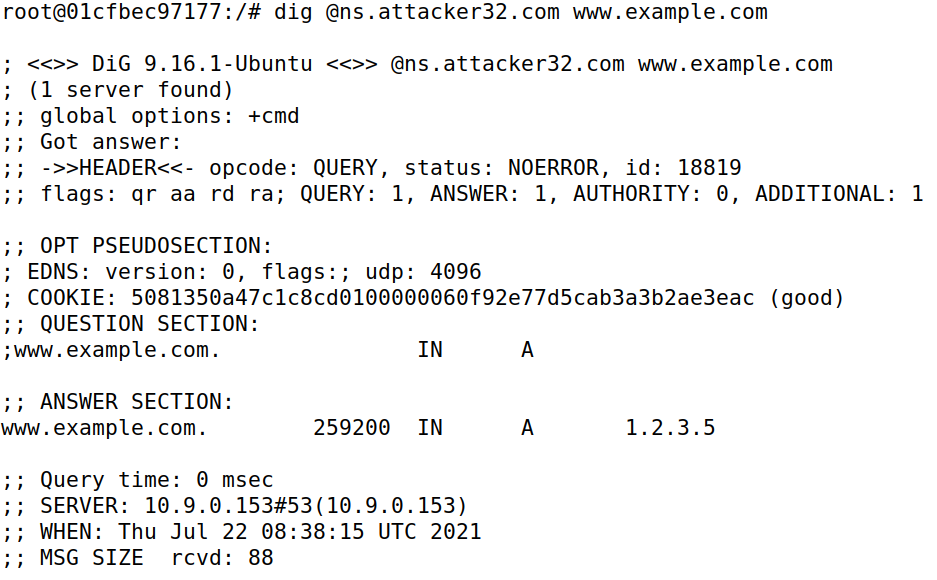 root@01cfbec97177:/# dig @ns.attacker32.com www.example.com
; <<>> DiG 9.16.1-Ubuntu <<>> @ns.attacker32.com www.example.com
; (1 server found)
;; global options: +cmd
;; Got answer:
;; ->>HEADER<<- opcode: QUERY, status: NOERROR, id: 18819
;; flags: qr aa rd ra; QUERY: 1, ANSWER: 1, AUTHORITY: 0, ADDITIONAL: 1
;; OPT PSEUDOSECTION:
; EDNS: version: 0, flags:; udp: 4096
; COOKIE: 5081350a47c1c8cd0100000060f92e77d5cab3a3b2ae3eac (good)
;; QUESTION SECTION:
;www.example.com. IN A
;; ANSWER SECTION:
www.example.com. 259200 IN A 1.2.3.5
;; Query time: 0 msec
;; SERVER: 10.9.0.153#53(10.9.0.153)
;; WHEN: Thu Jul 22 08:38:15 UTC 2021
;; MSG SIZE  rcvd: 88